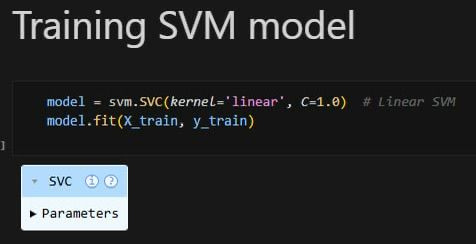 Training SVM model
model = svm.SVC(kernel='linear', C=1.0)  # Linear SVM
model.fit(X_train, y_train)
]
SVC i ?
Parameters